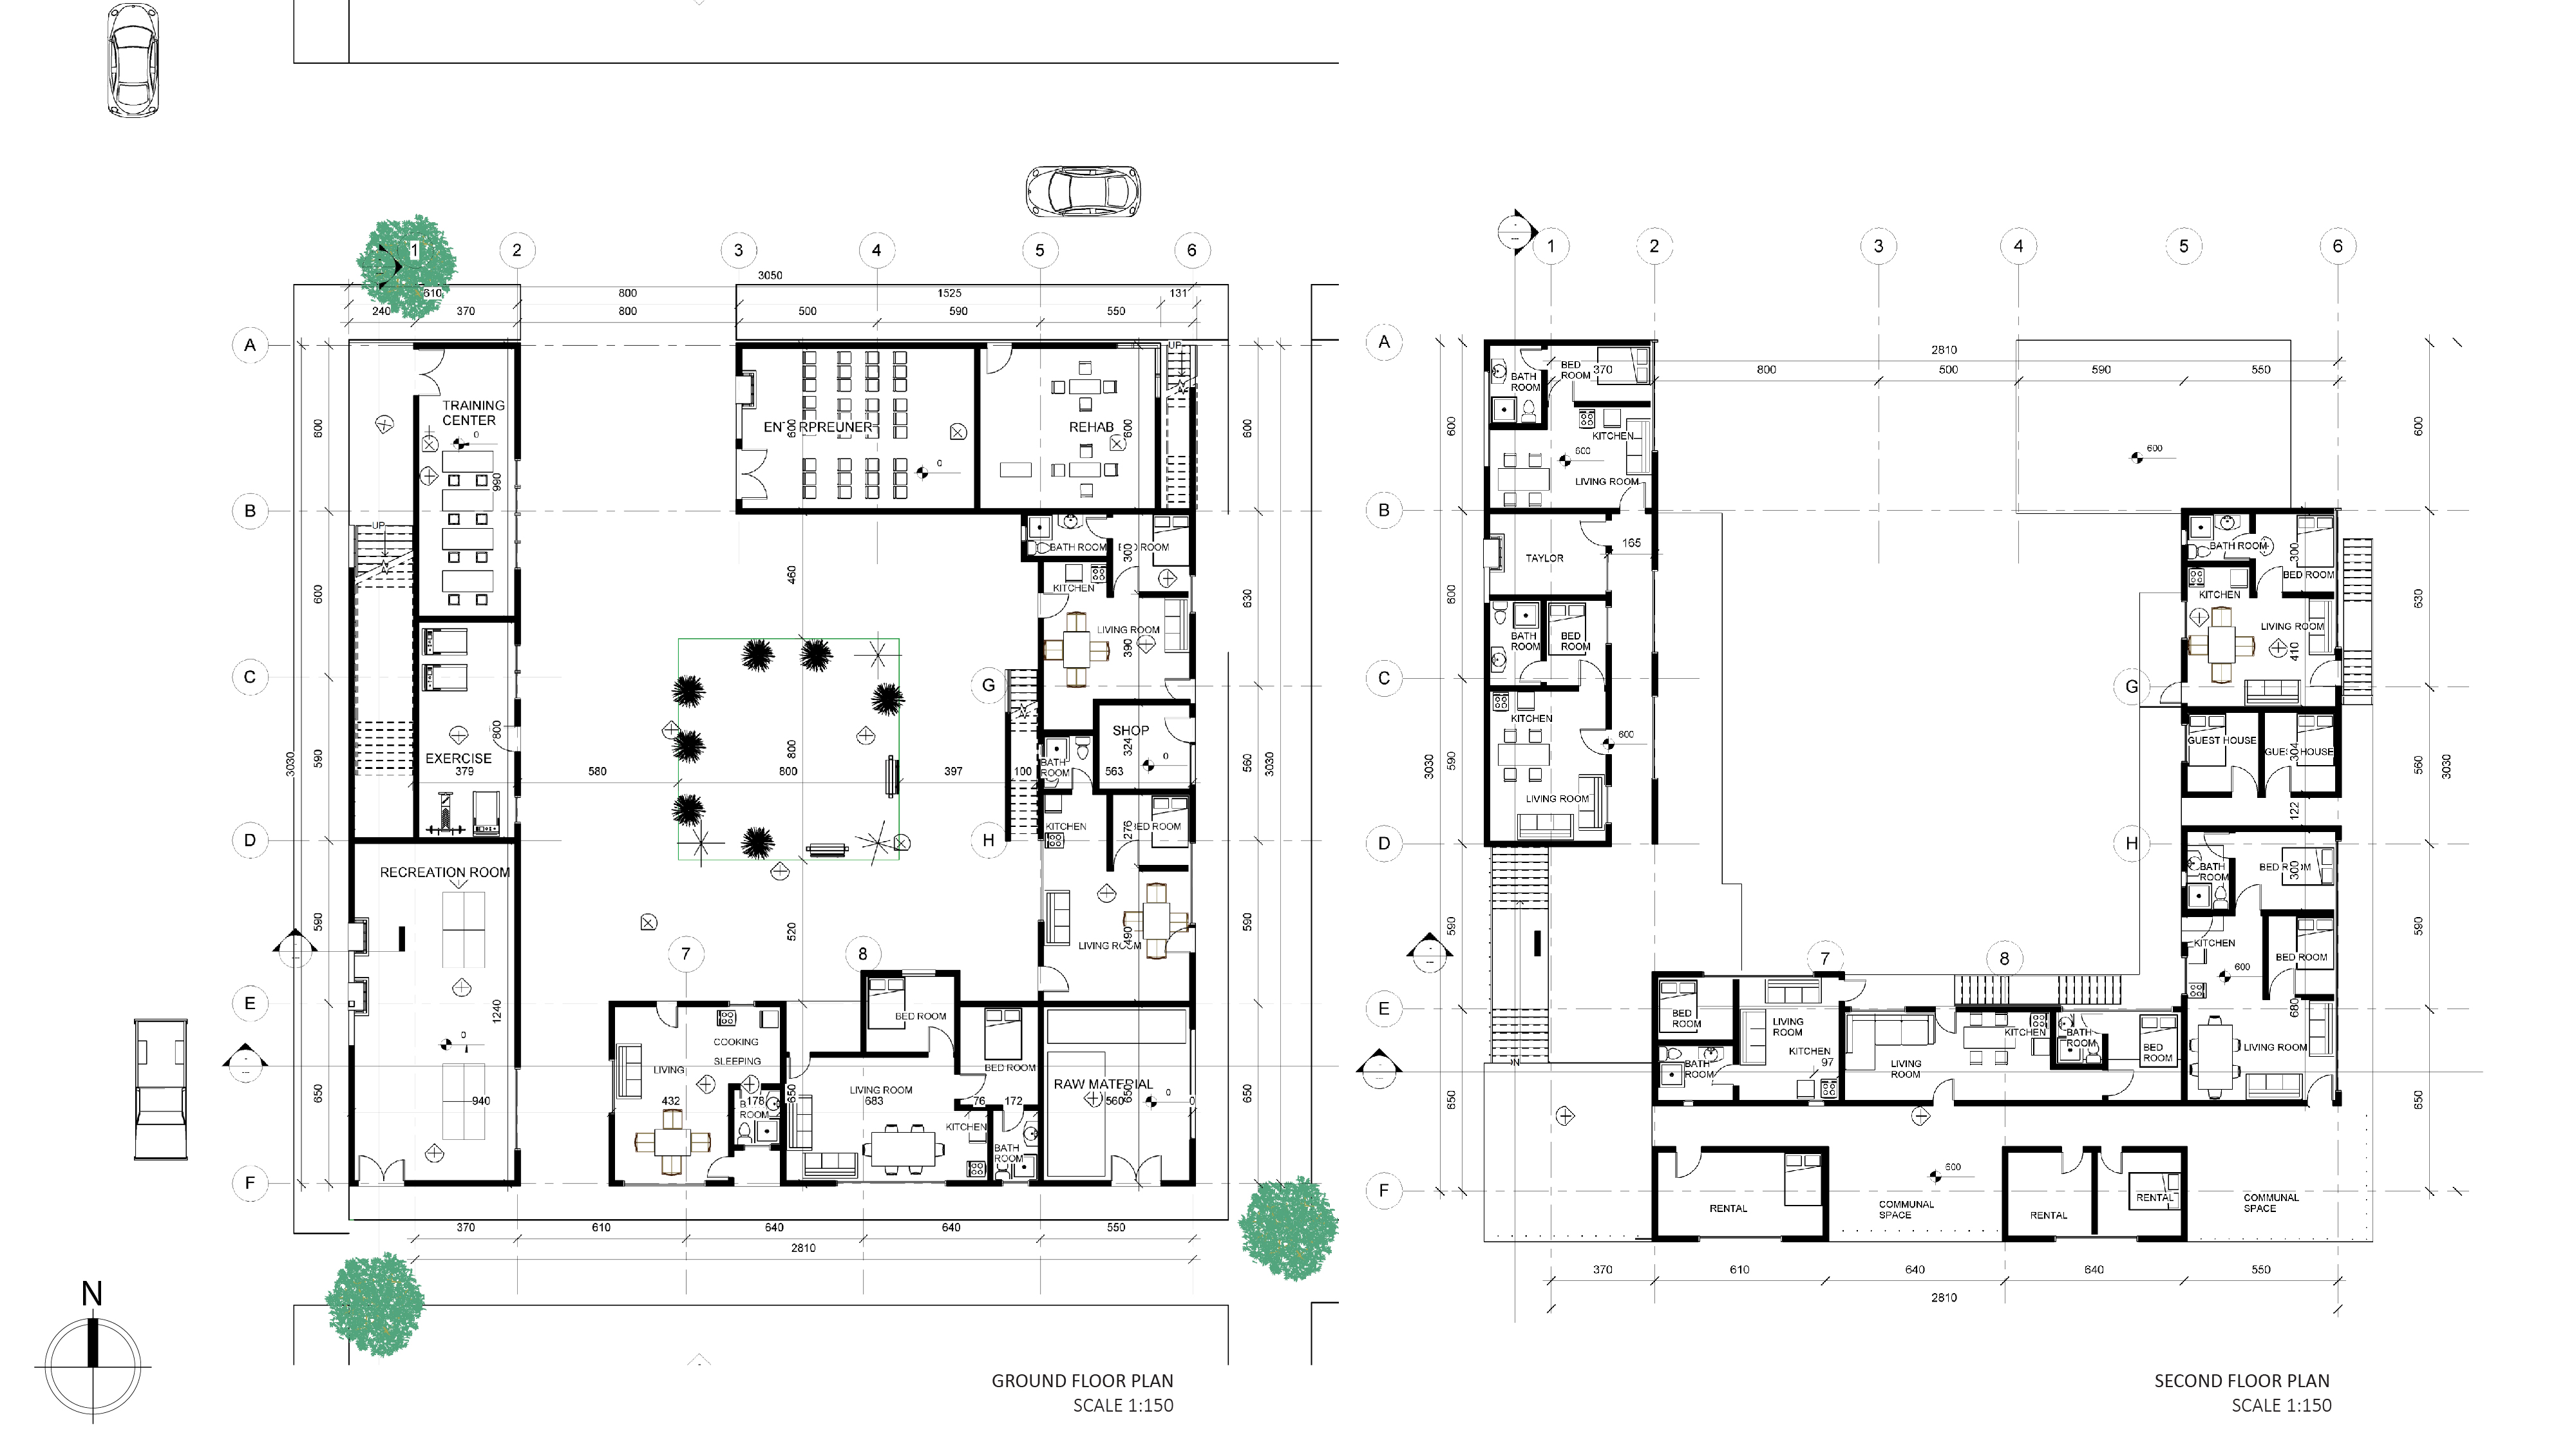 1
2
3
4
5
6
3050
610
800
1525
131
240
370
800
500
590
550
A
B
C
D
E
F
G
H
7
8
600
600
590
590
650
3030
UP
TRAINING
CENTER
0
990
UP
EXERCISE
379
800
RECREATION ROOM
1240
0
940
ENTERPREUNER
600
0
REHAB
600
UP
BATH ROOM
BED ROOM
300
KITCHEN
LIVING ROOM
390
SHOP
324
0
BATH
ROOM
563
KITCHEN
BED ROOM
276
LIVING ROOM
490
460
800
580
800
397
100
520
COOKING
SLEEPING
LIVING
432
178
ROOM
650
BED ROOM
LIVING ROOM
683
BED ROOM
76
172
KITCHEN
BATH
ROOM
RAW MATERIAL
560
650
0
0
600
630
560
590
650
3030
370
610
640
640
550
2810
N
GROUND FLOOR PLAN
SCALE 1:150
1
2
3
4
5
6
2810
370
800
500
590
550
A
B
C
D
E
F
G
H
7
8
600
600
590
590
650
3030
BATH
ROOM
BED
ROOM
KITCHEN
600
LIVING ROOM
TAYLOR
165
BATH
ROOM
BED
ROOM
KITCHEN
600
LIVING ROOM
600
BATH ROOM
300
BED ROOM
KITCHEN
LIVING ROOM
410
GUEST HOUSE
GUEST HOUSE
304
122
BATH
ROOM
BED ROOM
300
KITCHEN
BED ROOM
600
680
LIVING ROOM
BED
ROOM
LIVING
ROOM
BATH
ROOM
KITCHEN
97
LIVING
ROOM
KITCHEN
BATH
ROOM
BED
ROOM
RENTAL
600
COMMUNAL
SPACE
RENTAL
RENTAL
COMMUNAL
SPACE
600
630
560
590
650
3030
370
610
640
640
550
2810
SECOND FLOOR PLAN
SCALE 1:150